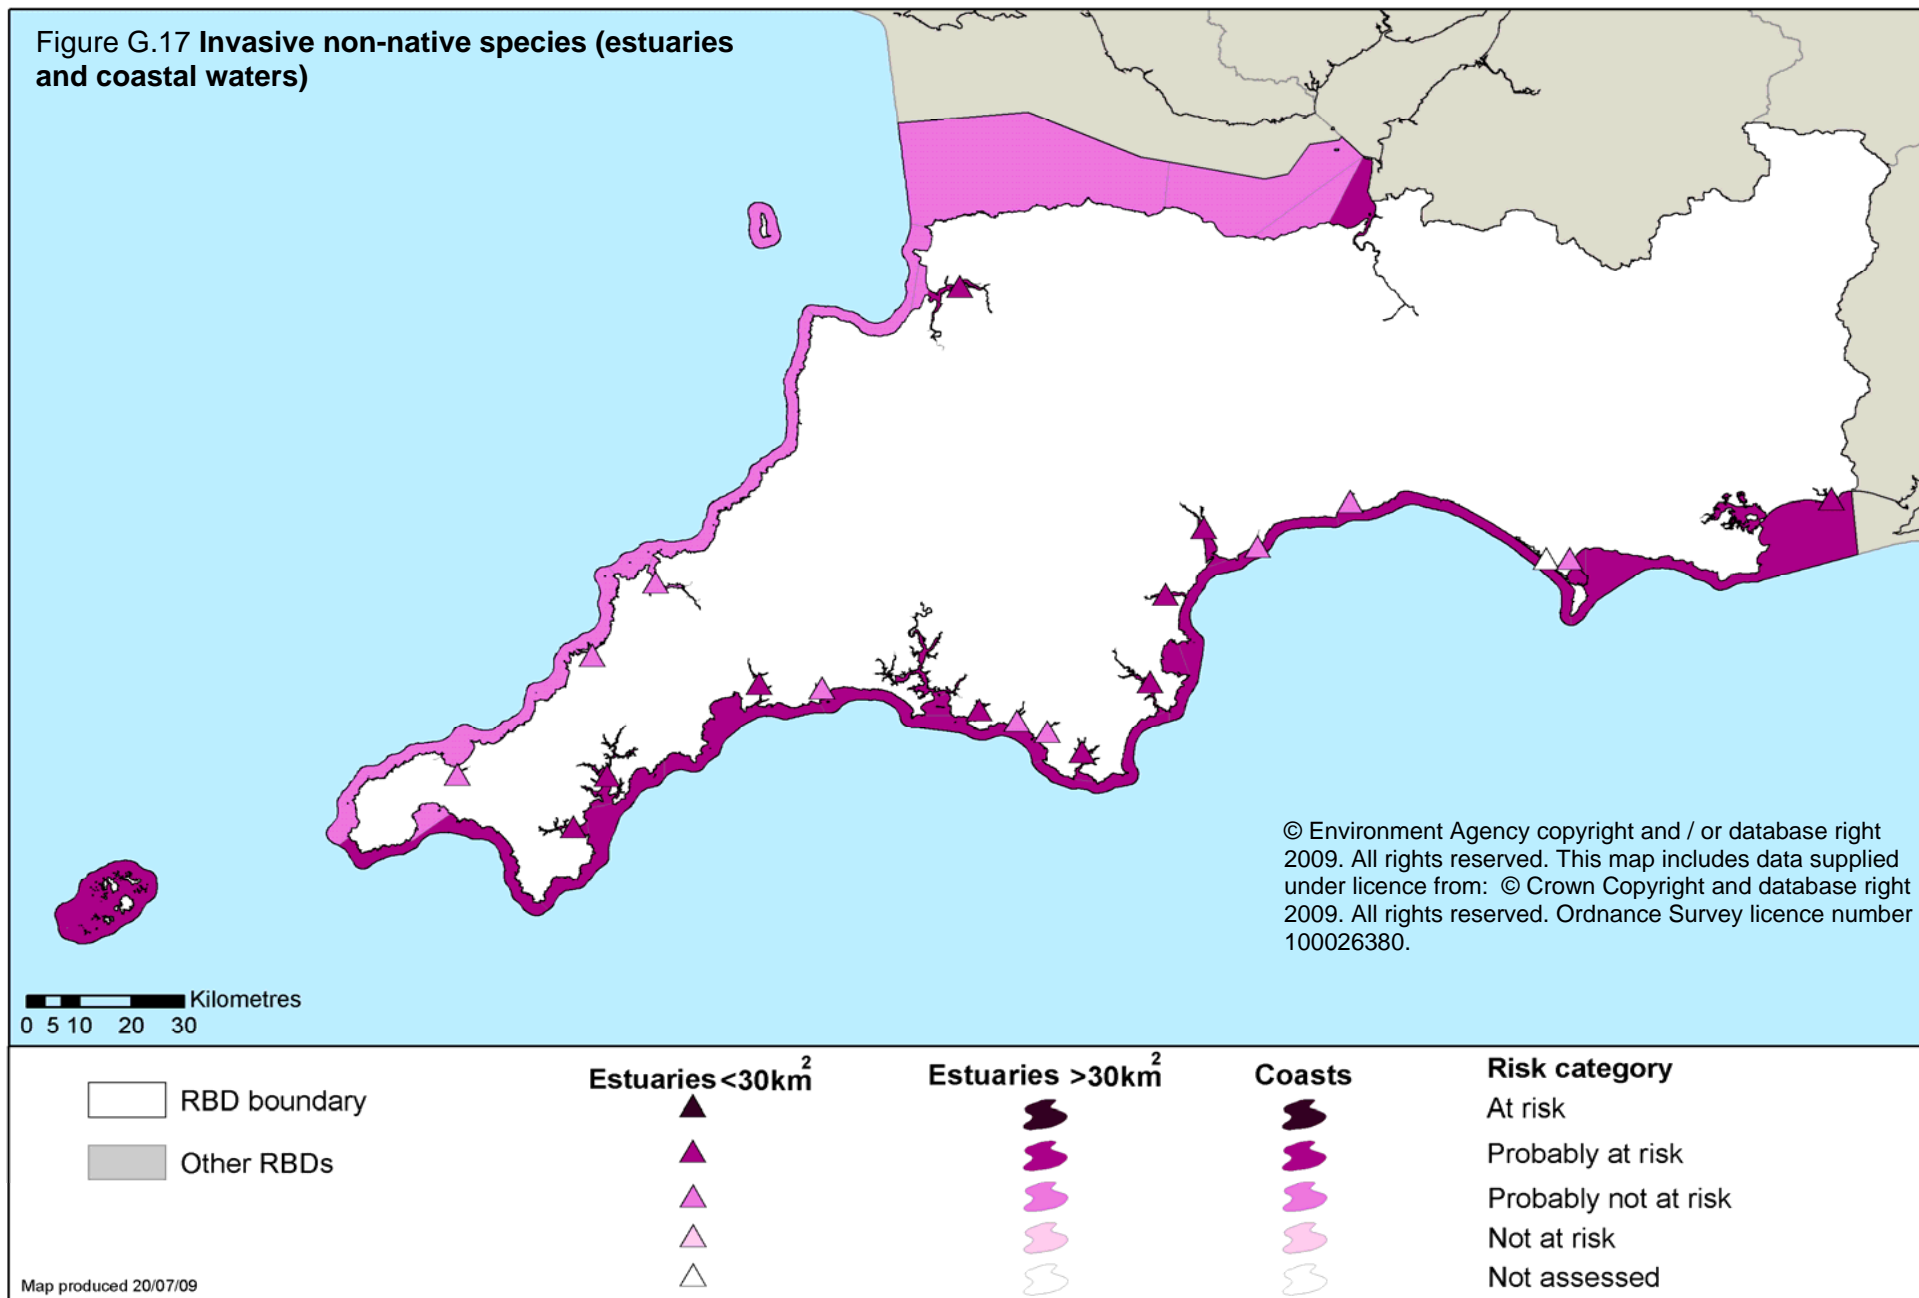 Figure G.17 Invasive non-native species (estuaries
and coastal waters)
© Environment Agency copyright and / or database right
2009. All rights reserved. This map includes data supplied
under licence from: © Crown Copyright and database right
2009. All rights reserved. Ordnance Survey licence number
100026380.
Kilometres
0 5 10 20 30
Estuaries <30km² Estuaries >30km² Coasts Risk category
RBD boundary
At risk
Other RBDs
Probably at risk
Probably not at risk
Not at risk
Not assessed
Map produced 20/07/09